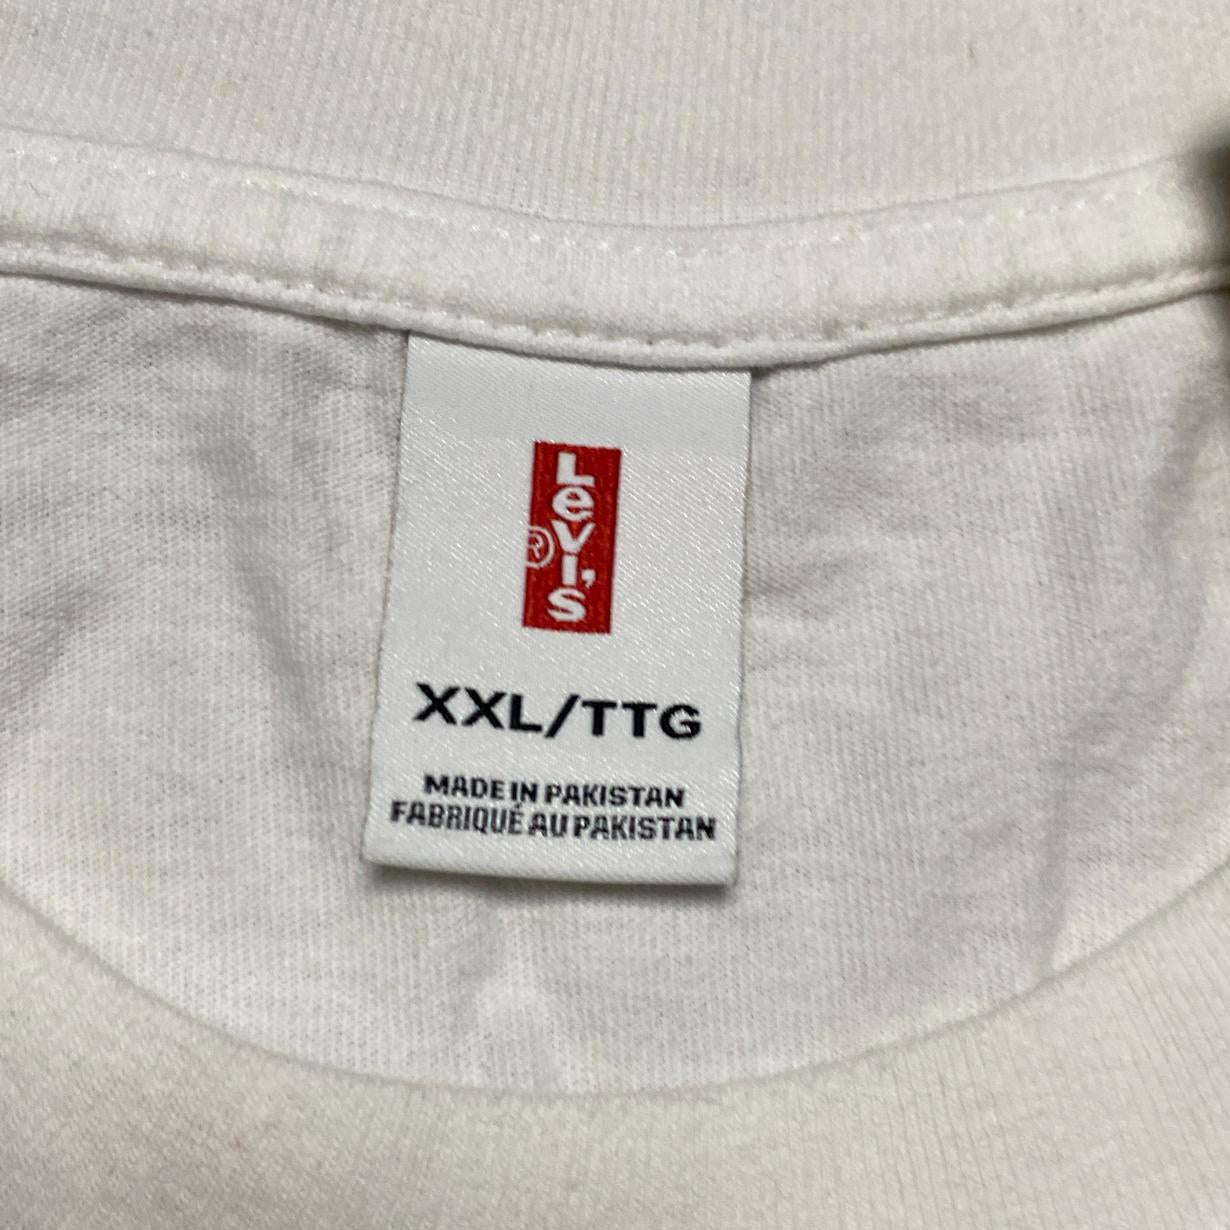 Levi's
®
XXL/TTG
MADE IN PAKISTAN
FABRIQUÉ AU PAKISTAN